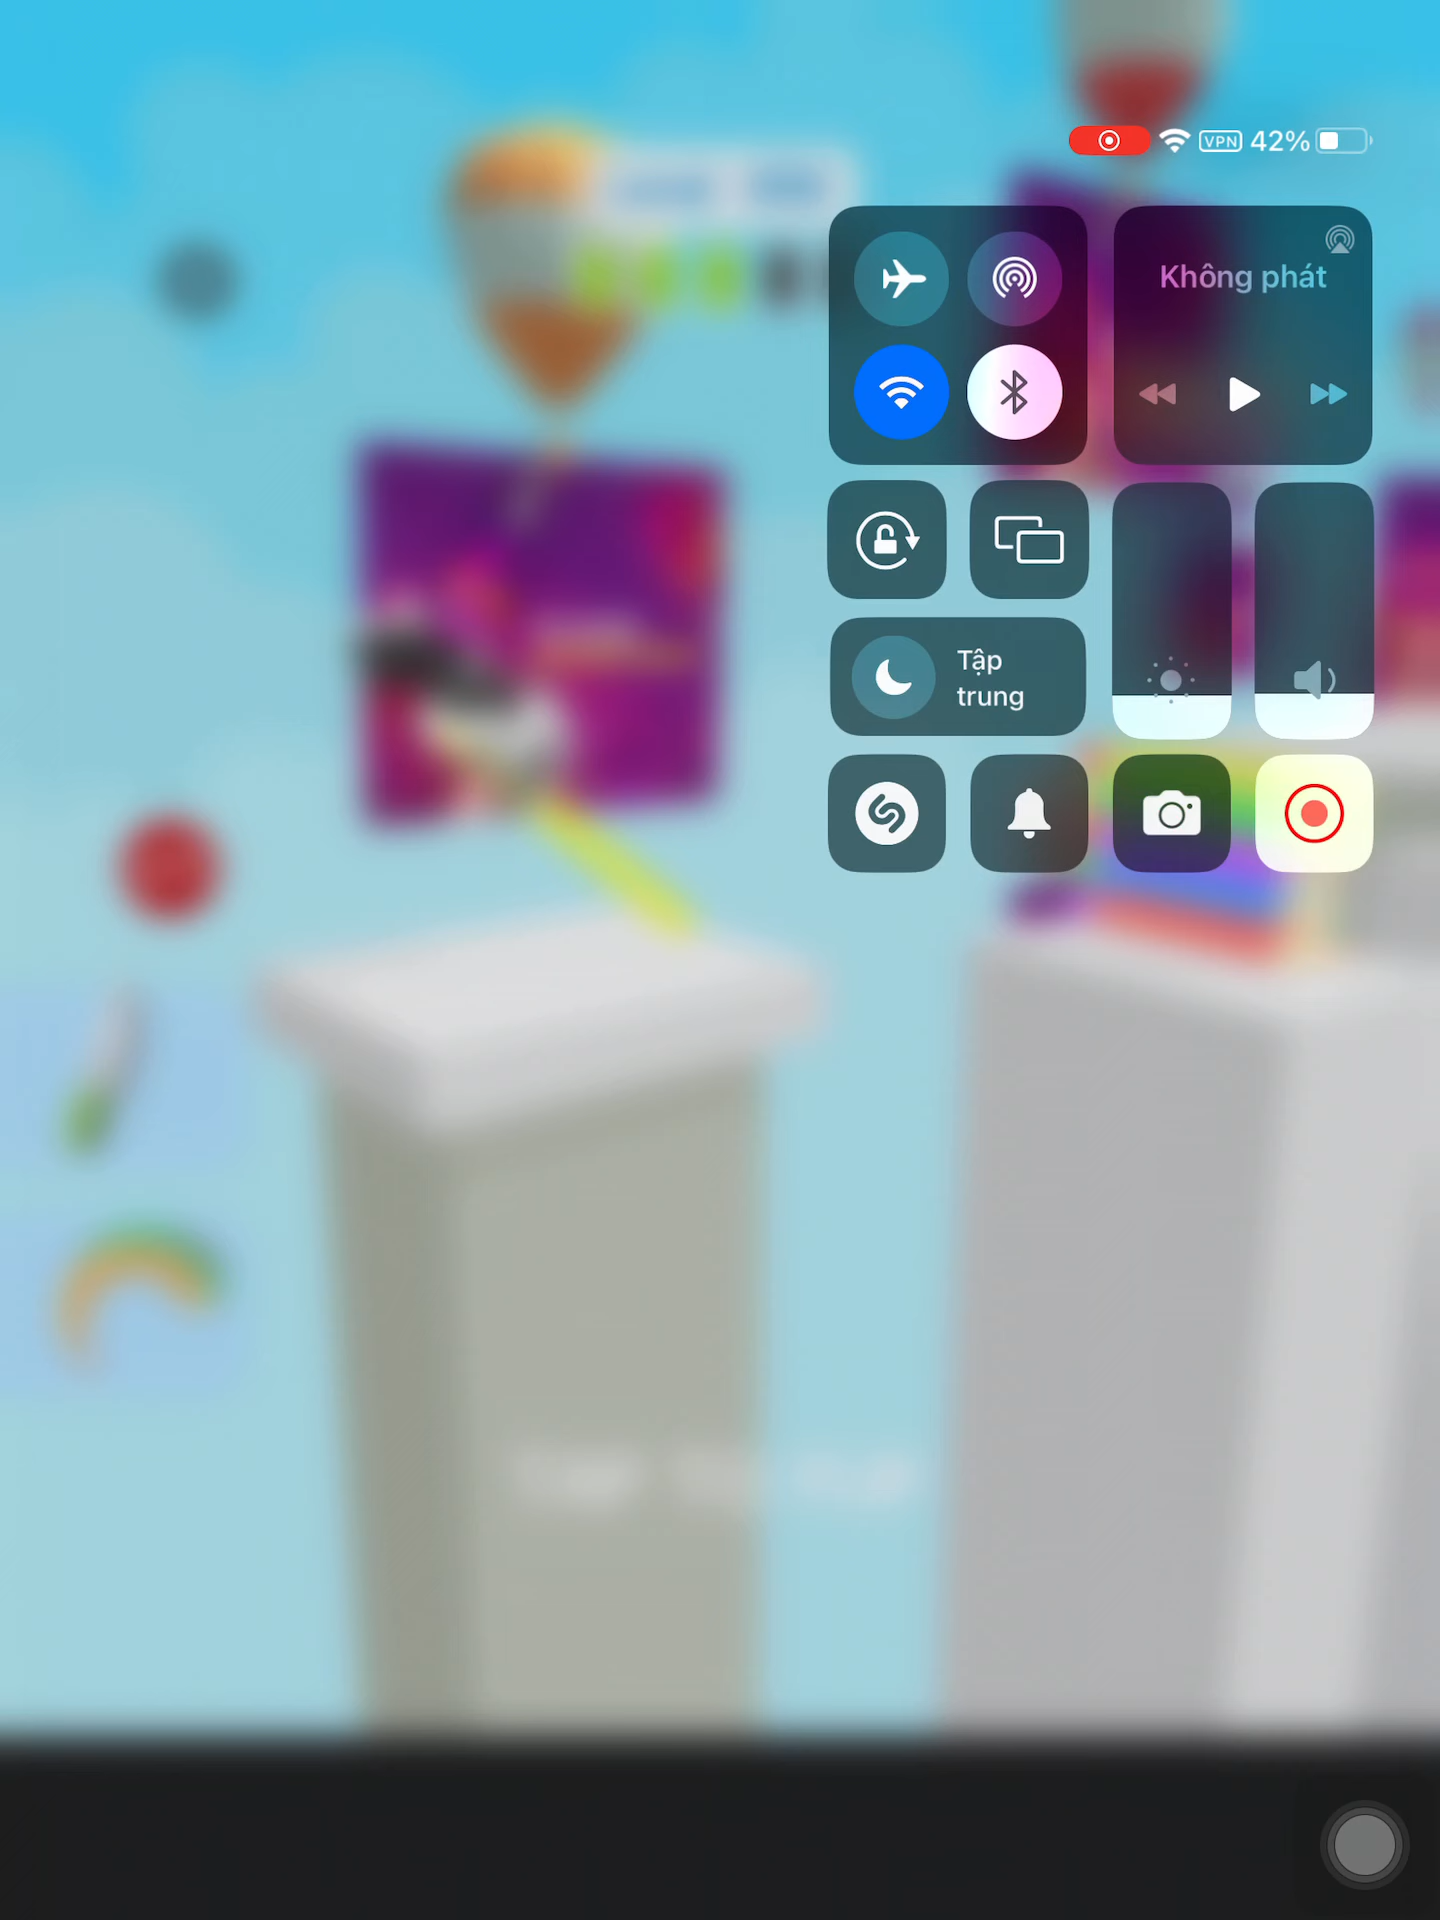 VPN 42%
Không phát
Tập
trung